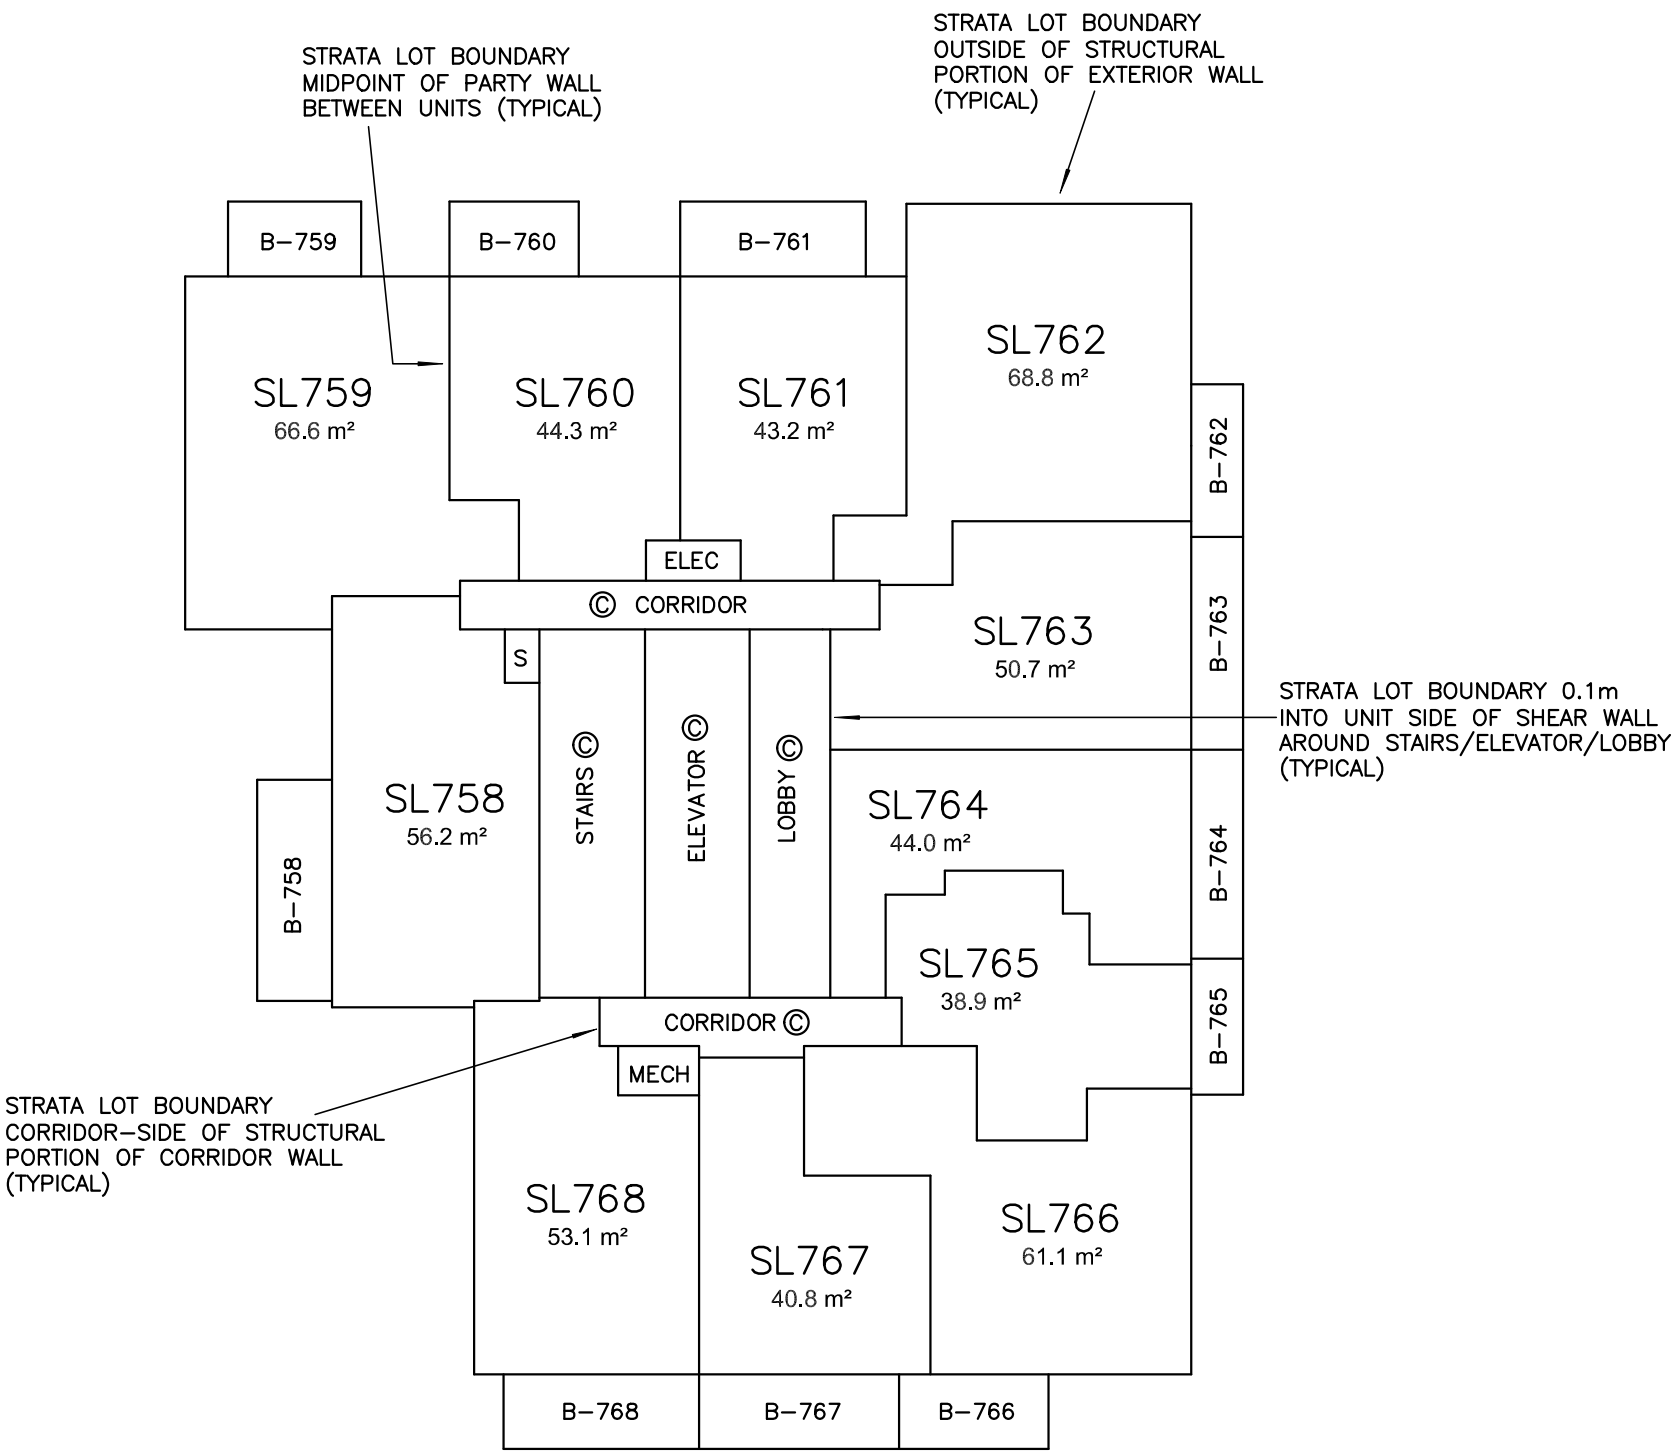 STRATA LOT BOUNDARY
OUTSIDE OF STRUCTURAL
PORTION OF EXTERIOR WALL
(TYPICAL)
STRATA LOT BOUNDARY
MIDPOINT OF PARTY WALL
BETWEEN UNITS (TYPICAL)
B-759
B-760
B-761
SL762
68.8 m²
SL759
66.6 m²
SL760
44.3 m²
SL761
43.2 m²
B-762
ELEC
© CORRIDOR
SL763
50.7 m²
B-763
S
STRATA LOT BOUNDARY 0.1m
INTO UNIT SIDE OF SHEAR WALL
AROUND STAIRS/ELEVATOR/LOBBY
(TYPICAL)
SL758
56.2 m²
STAIRS ©
ELEVATOR ©
LOBBY ©
SL764
44.0 m²
B-764
B-758
SL765
38.9 m²
B-765
CORRIDOR ©
MECH
STRATA LOT BOUNDARY
CORRIDOR-SIDE OF STRUCTURAL
PORTION OF CORRIDOR WALL
(TYPICAL)
SL768
53.1 m²
SL767
40.8 m²
SL766
61.1 m²
B-768
B-767
B-766